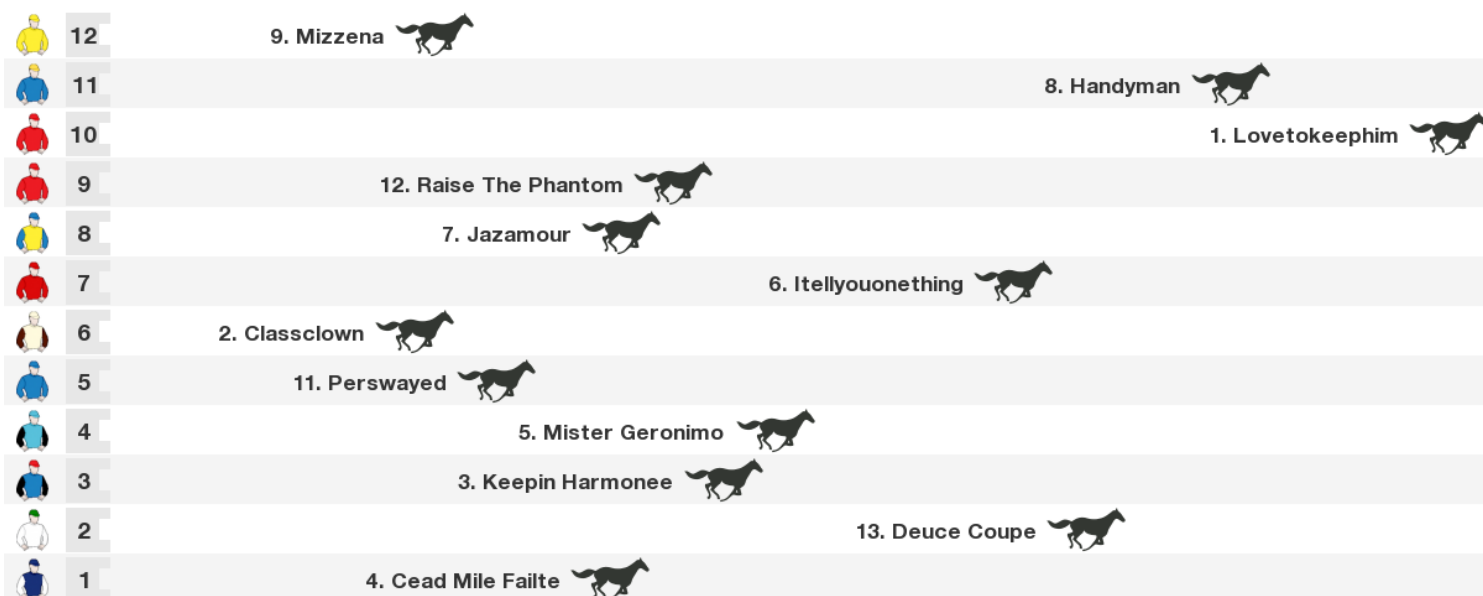 12 9. Mizzena
11 8. Handyman
10 1. Lovetokeephim
9 12. Raise The Phantom
8 7. Jazamour
7 6. Itellyouonething
6 2. Classclown
5 11. Perswayed
4 5. Mister Geronimo
3 3. Keepin Harmonee
2 13. Deuce Coupe
1 4. Cead Mile Failte